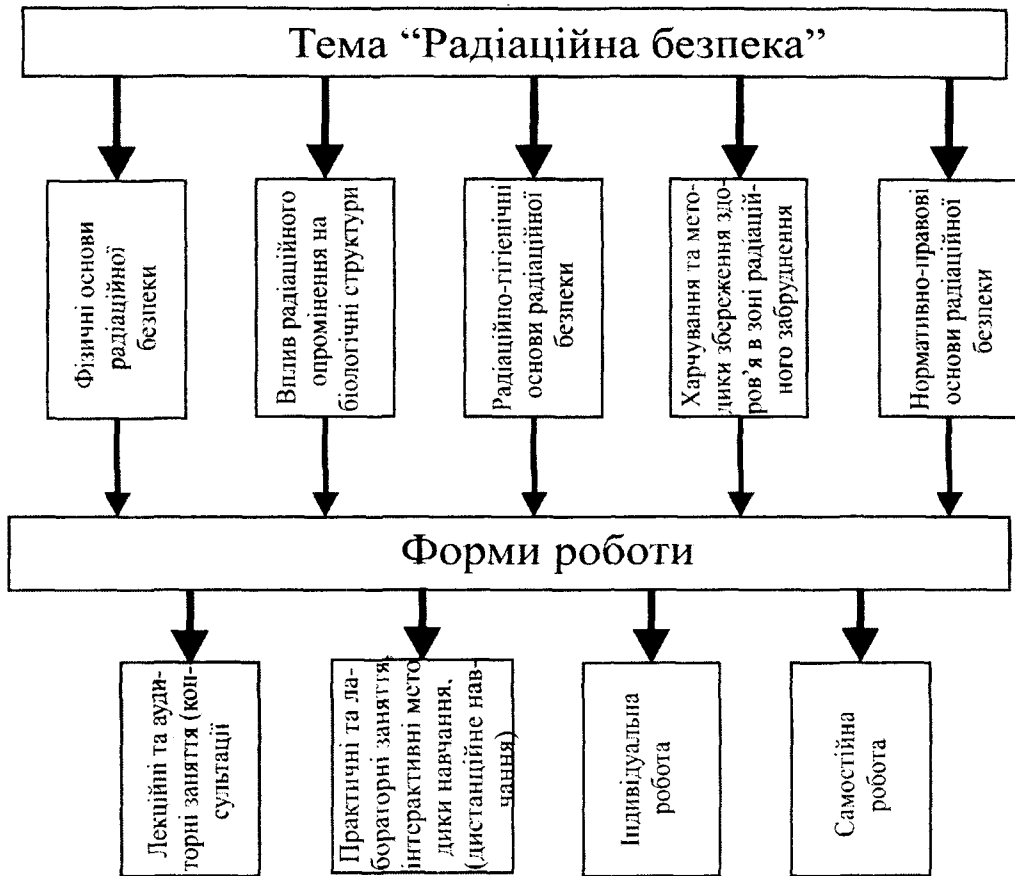 Тема “Радіаційна безпека”
Фізичні основи
радіаційної
безпеки
Вплив радіаційного
опромінення на
біологічні структури
Радіаційно-гігієнічні
основи радіаційної
безпеки
Харчування та мето-
дики збереження здо-
ров’я в зоні радіацій-
ного забруднення
Нормативно-правові
основи радіаційної
безпеки
Форми роботи
Лекційні та ауди-
торні заняття (кон-
сультації
Практичні та ла-
бораторні заняття,
інтерактивні мето
дики навчання,
(дистанційне нав-
чання)
Індивідуальна
робота
Самостійна
робота